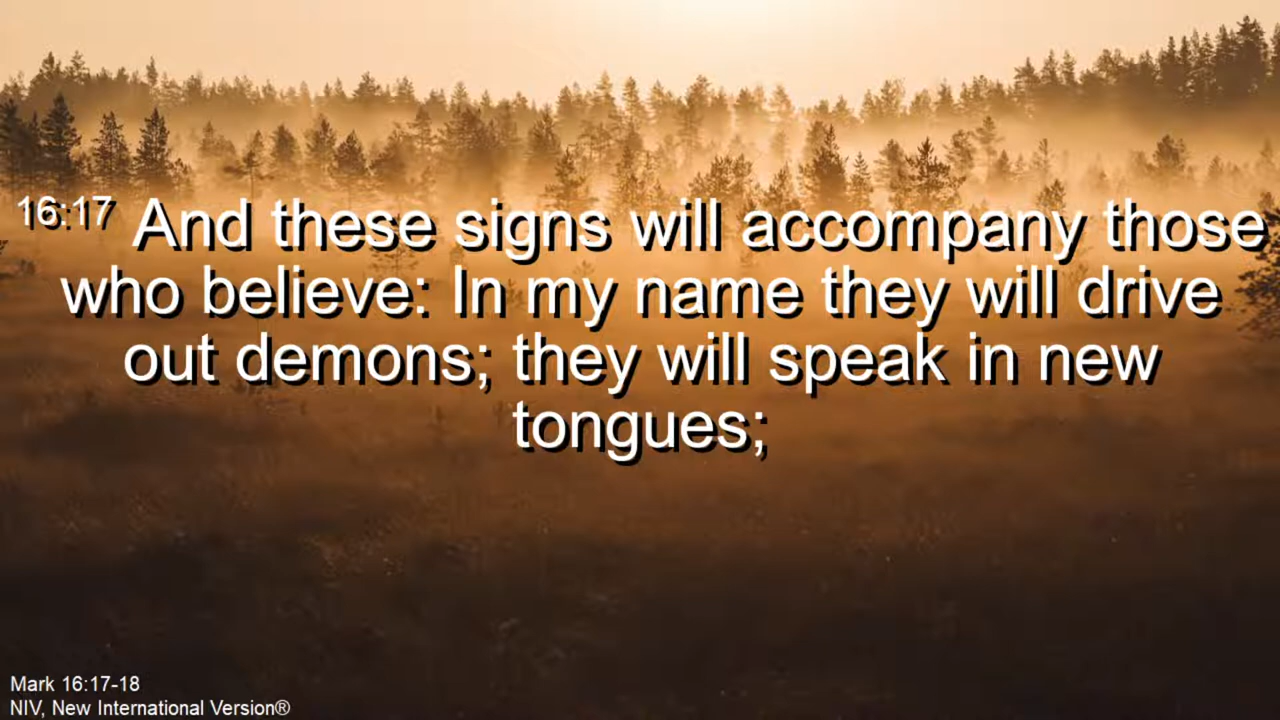 16:17 And these signs will accompany those
who believe: In my name they will drive
out demons; they will speak in new
tongues;
Mark 16:17-18
NIV, New International Version®